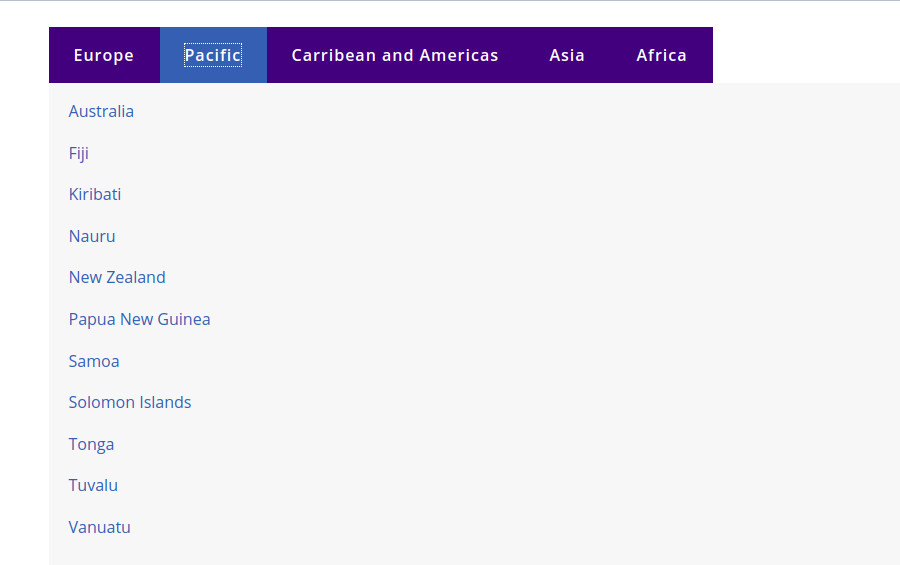 Europe Pacific Carribean and Americas Asia Africa
Australia
Fiji
Kiribati
Nauru
New Zealand
Papua New Guinea
Samoa
Solomon Islands
Tonga
Tuvalu
Vanuatu